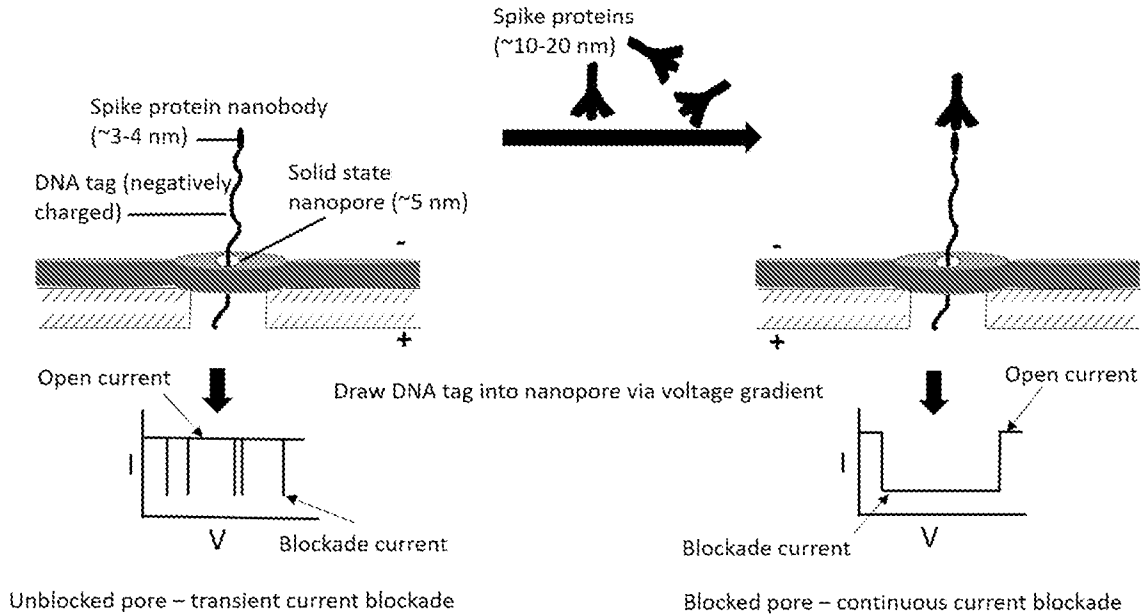 Spike proteins
(~10-20 nm)
Spike protein nanobody
(~3-4 nm)
DNA tag (negatively
charged)
Solid state
nanopore (~5 nm)
-
+
-
+
Open current
Draw DNA tag into nanopore via voltage gradient
Open current
I
V
Blockade current
I
V
Blockade current
Unblocked pore – transient current blockade
Blocked pore – continuous current blockade